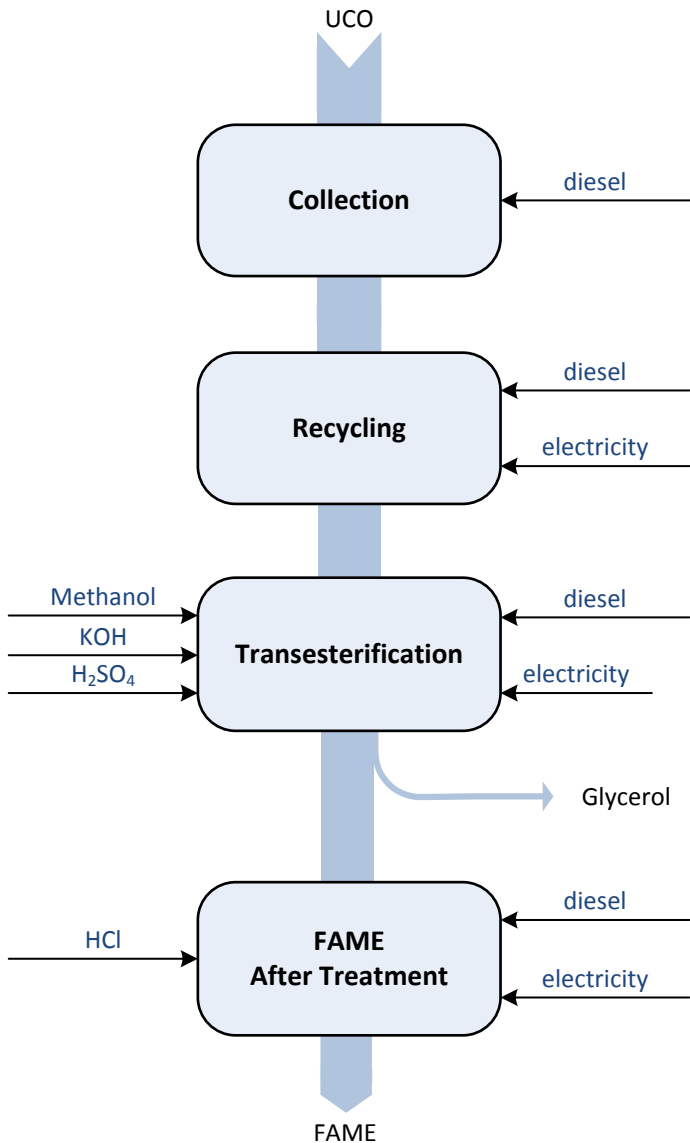 UCO
Collection
diesel
Recycling
diesel
electricity
Methanol
KOH
H₂SO₄
Transesterification
diesel
electricity
Glycerol
HCl
FAME
After Treatment
diesel
electricity
FAME